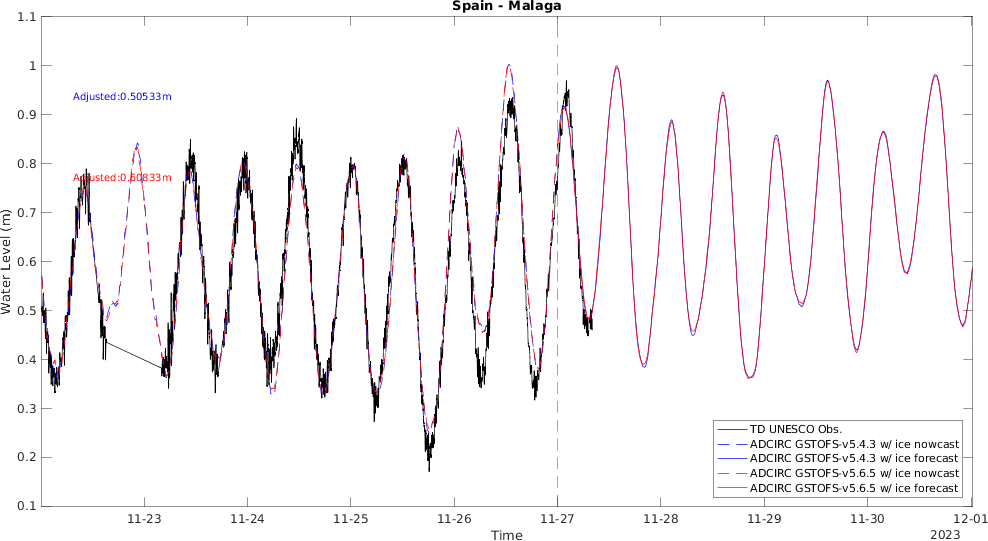 Spain - Malaga
1.1
1
0.9
0.8
0.7
0.6
0.5
0.4
0.3
0.2
0.1
Water Level (m)
Adjusted:0.50533m
Adjusted:0.60833m
TD UNESCO Obs.
ADCIRC GSTOFS-v5.4.3 w/ ice nowcast
ADCIRC GSTOFS-v5.4.3 w/ ice forecast
ADCIRC GSTOFS-v5.6.5 w/ ice nowcast
ADCIRC GSTOFS-v5.6.5 w/ ice forecast
11-23 11-24 11-25 11-26 11-27 11-28 11-29 11-30 12-01
Time
2023